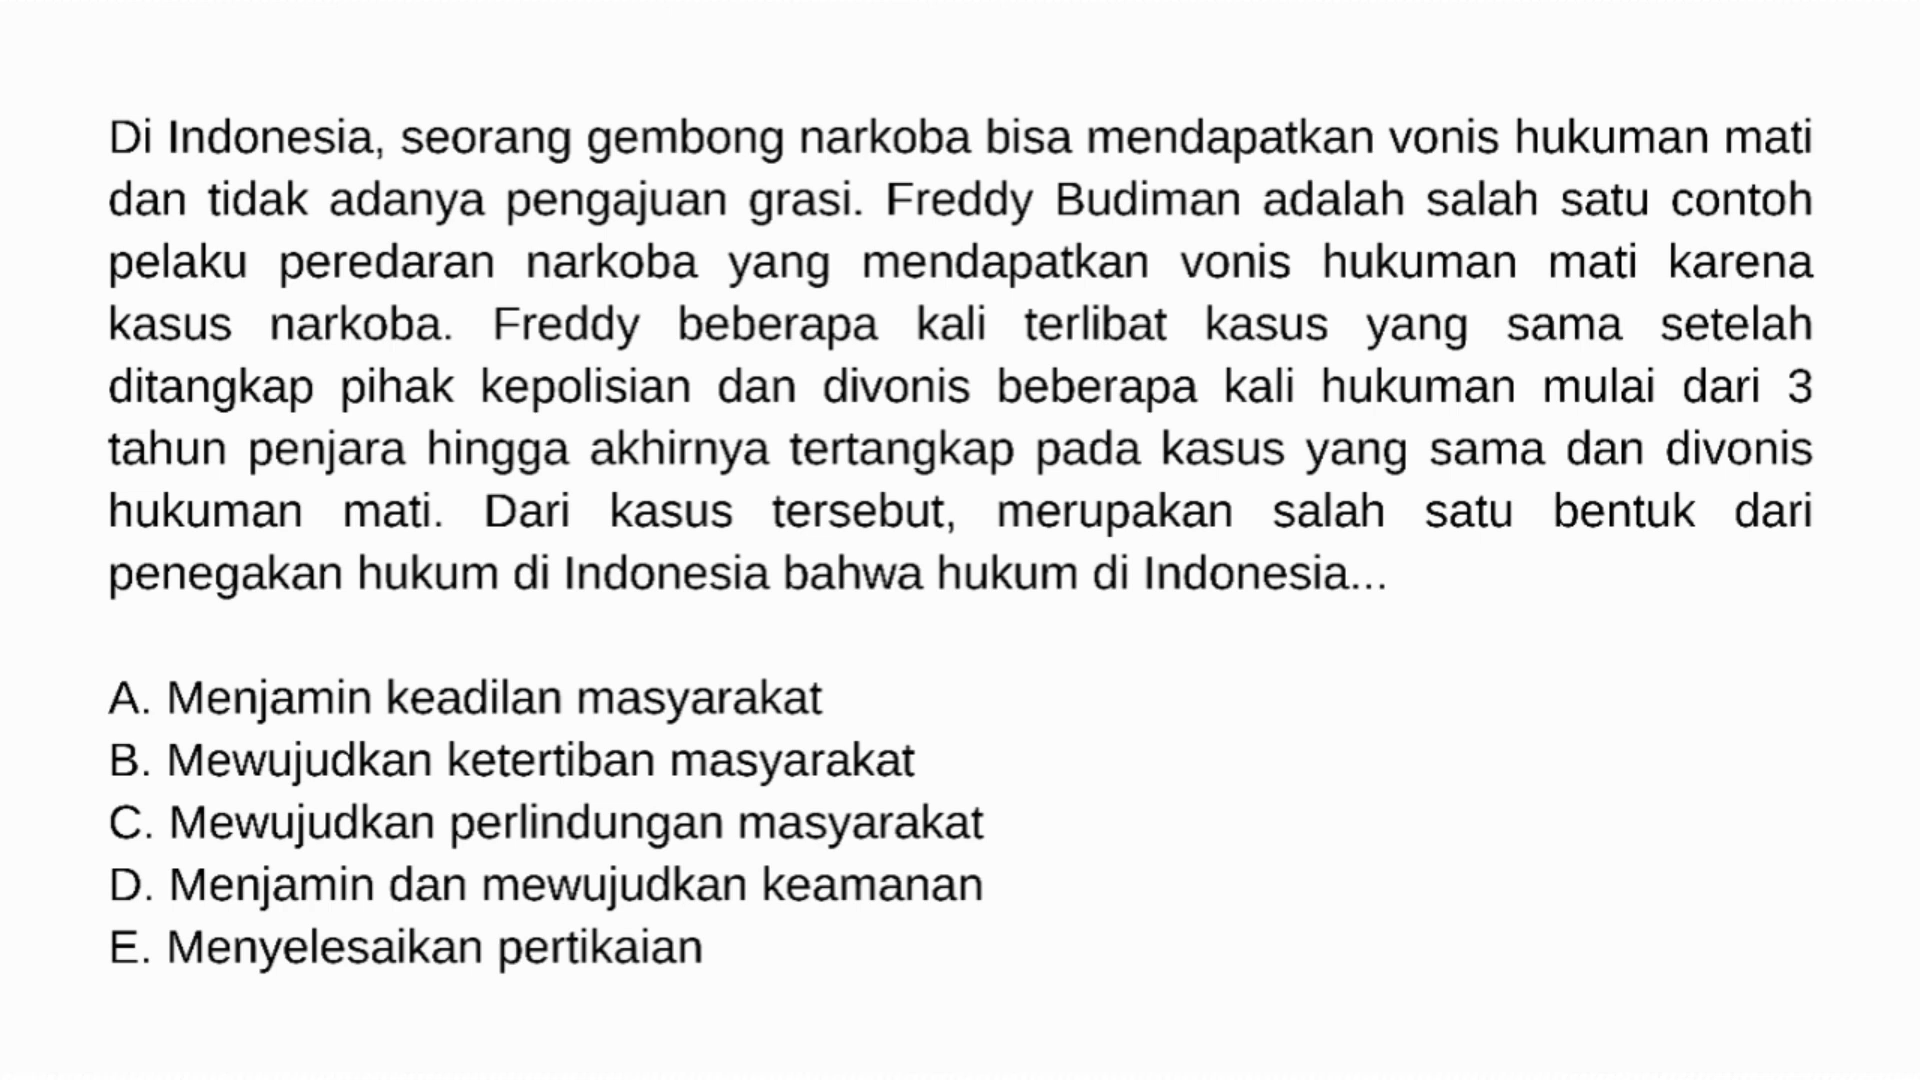 Di Indonesia, seorang gembong narkoba bisa mendapatkan vonis hukuman mati
dan tidak adanya pengajuan grasi. Freddy Budiman adalah salah satu contoh
pelaku peredaran narkoba yang mendapatkan vonis hukuman mati karena
kasus narkoba. Freddy beberapa kali terlibat kasus yang sama setelah
ditangkap pihak kepolisian dan divonis beberapa kali hukuman mulai dari 3
tahun penjara hingga akhirnya tertangkap pada kasus yang sama dan divonis
hukuman mati. Dari kasus tersebut, merupakan salah satu bentuk dari
penegakan hukum di Indonesia bahwa hukum di Indonesia...
A. Menjamin keadilan masyarakat
B. Mewujudkan ketertiban masyarakat
C. Mewujudkan perlindungan masyarakat
D. Menjamin dan mewujudkan keamanan
E. Menyelesaikan pertikaian